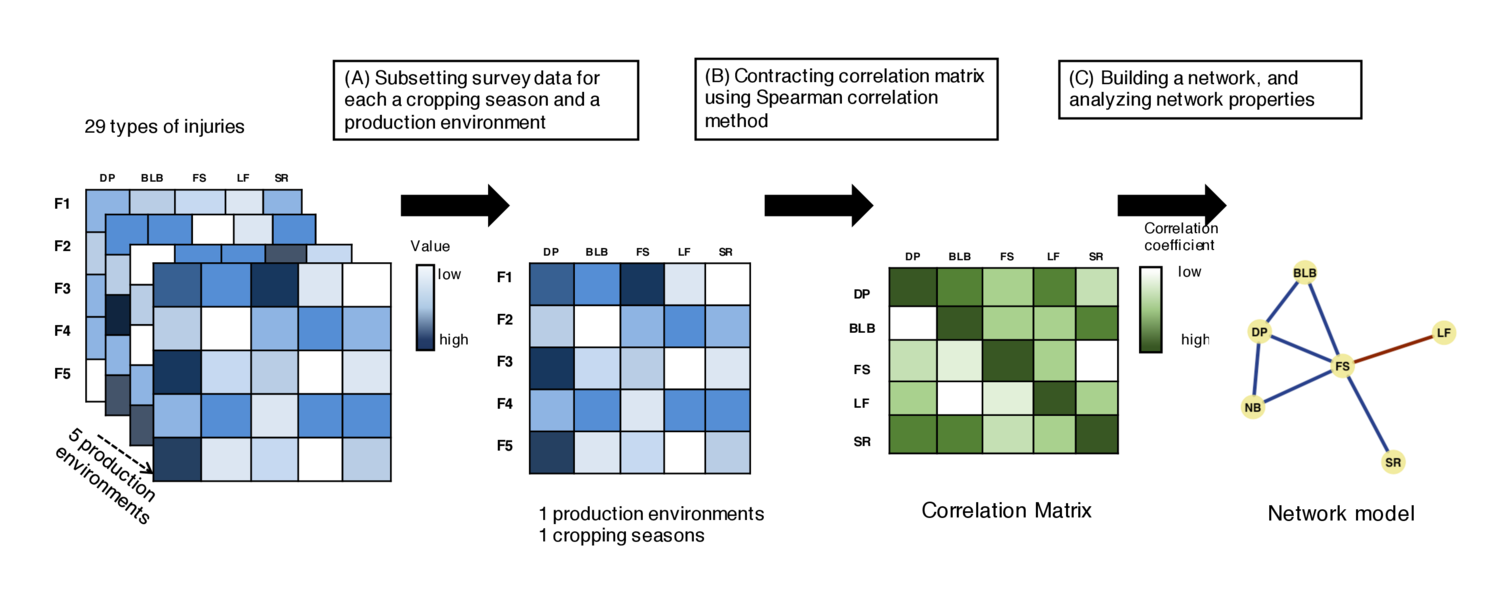 (A) Subsetting survey data for
each a cropping season and a
production environment
(B) Contracting correlation matrix
using Spearman correlation
method
(C) Building a network, and
analyzing network properties
29 types of injuries
DP BLB FS LF SR
F1
F2
F3
F4
F5
5 production
environments
Value
low
high
DP BLB FS LF SR
F1
F2
F3
F4
F5
1 production environments
1 cropping seasons
DP BLB FS LF SR
DP
BLB
FS
LF
SR
Correlation Matrix
Correlation
coefficient
low
high
BLB
DP
LF
FS
NB
SR
Network model